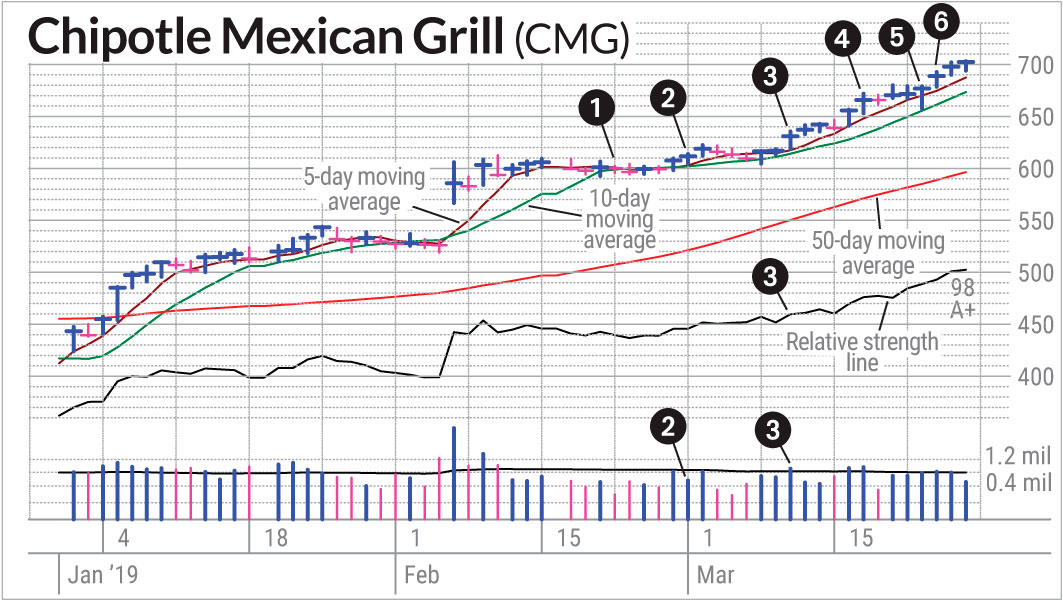 Chipotle Mexican Grill (CMG)
6
4
5
700
3
2
1
650
600
5-day moving
average
10-day
moving
average
550
50-day moving
average
500
3
98
A+
450
Relative strength
line
400
2
3
1.2 mil
0.4 mil
4
18
1
15
1
15
Jan '19
Feb
Mar